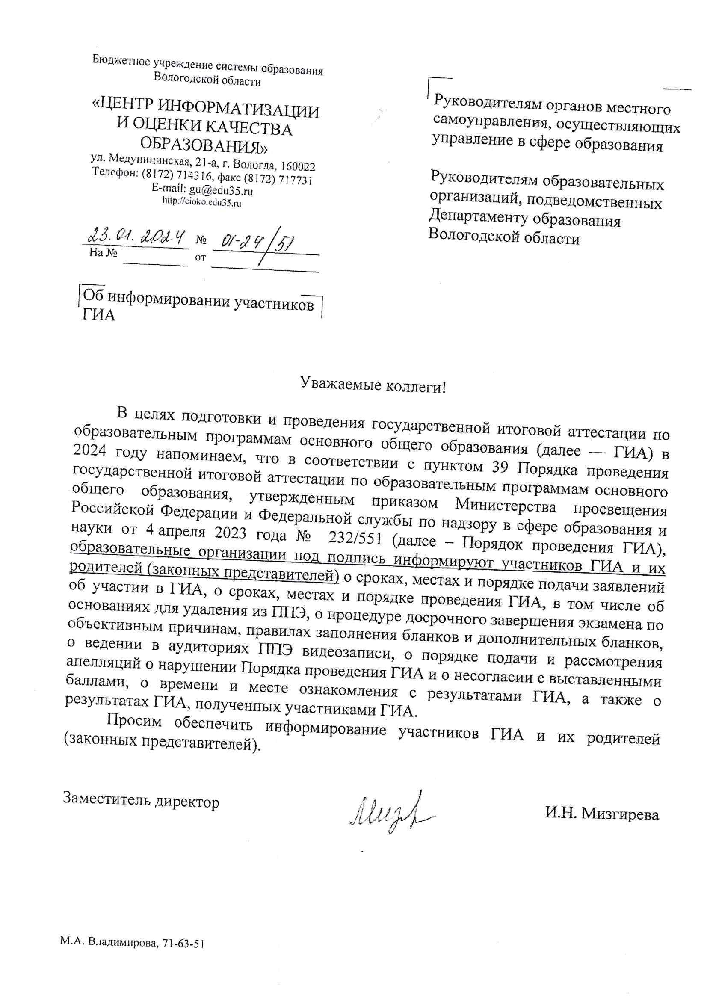 Бюджетное учреждение системы образования
Вологодской области
«ЦЕНТР ИНФОРМАТИЗАЦИИ
И ОЦЕНКИ КАЧЕСТВА
ОБРАЗОВАНИЯ»
ул. Медуницинская, 21-а, г. Вологда, 160022
Телефон: (8172) 714316, факс (8172) 717731
E-mail: gu@edu35.ru
http://cioko.edu35.ru
23.01.2024 № 01-24/51
На № от
Об информировании участников
ГИА
Руководителям органов местного
самоуправления, осуществляющих
управление в сфере образования
Руководителям образовательных
организаций, подведомственных
Департаменту образования
Вологодской области
Уважаемые коллеги!
В целях подготовки и проведения государственной итоговой аттестации по
образовательным программам основного общего образования (далее — ГИА) в
2024 году напоминаем, что в соответствии с пунктом 39 Порядка проведения
государственной итоговой аттестации по образовательным программам основного
общего образования, утвержденным приказом Министерства просвещения
Российской Федерации и Федеральной службы по надзору в сфере образования и
науки от 4 апреля 2023 года № 232/551 (далее – Порядок проведения ГИА),
образовательные организации под подпись информируют участников ГИА и их
родителей (законных представителей) о сроках, местах и порядке подачи заявлений
об участии в ГИА, о сроках, местах и порядке проведения ГИА, в том числе об
основаниях для удаления из ППЭ, о процедуре досрочного завершения экзамена по
объективным причинам, правилах заполнения бланков и дополнительных бланков,
о ведении в аудиториях ППЭ видеозаписи, о порядке подачи и рассмотрения
апелляций о нарушении Порядка проведения ГИА и о несогласии с выставленными
баллами, о времени и месте ознакомления с результатами ГИА, а также о
результатах ГИА, полученных участниками ГИА.
Просим обеспечить информирование участников ГИА и их родителей
(законных представителей).
Заместитель директор
И.Н. Мизгирева
М.А. Владимирова, 71-63-51